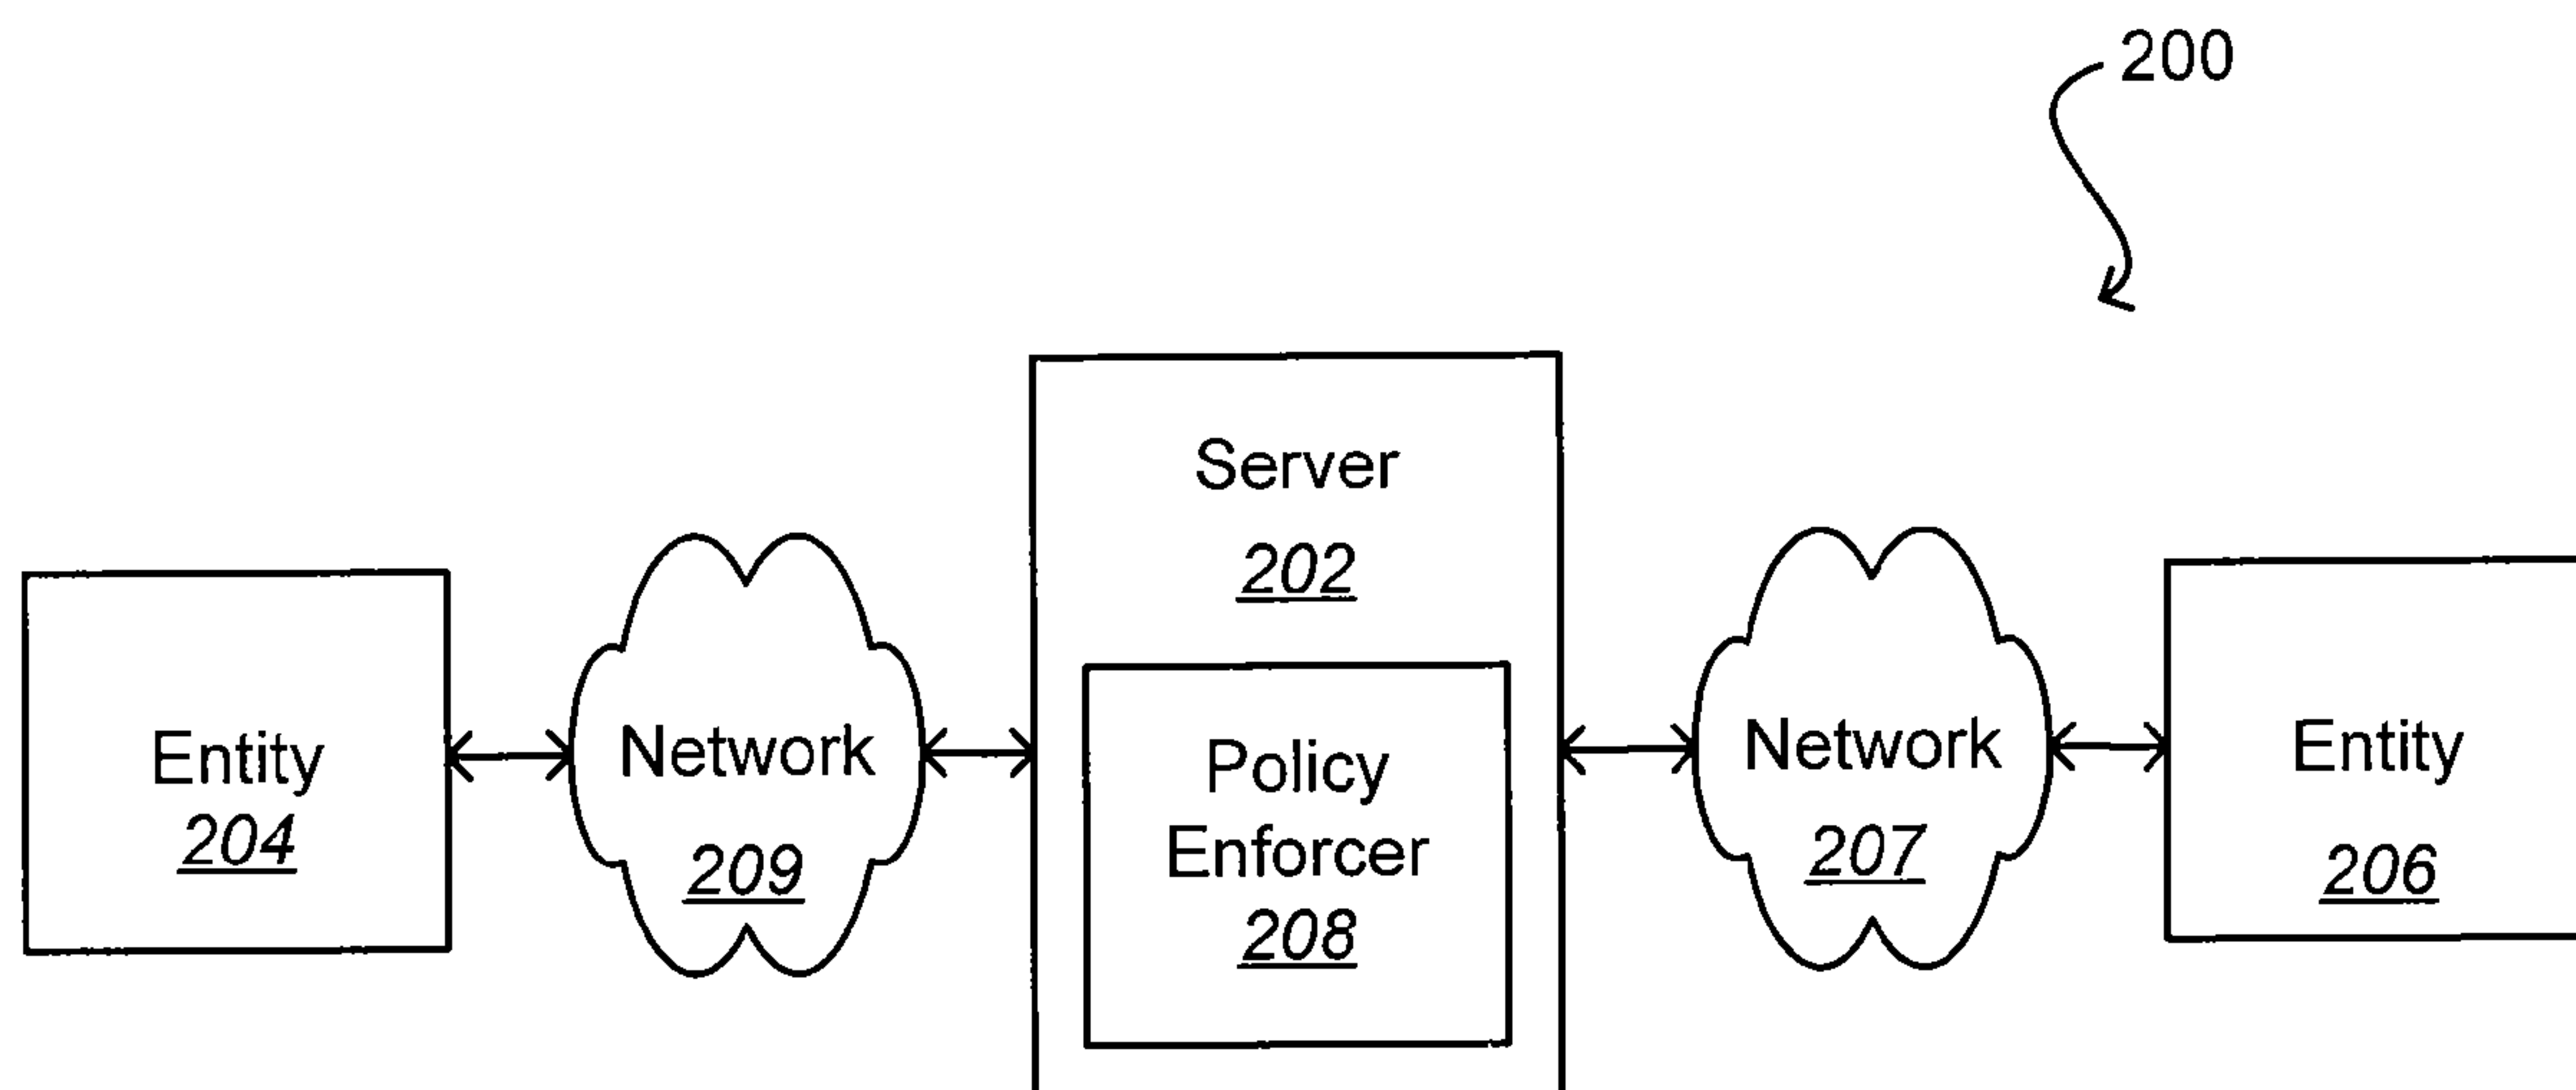 200
Server
202
Entity
204
Network
209
Policy
Enforcer
208
Network
207
Entity
206